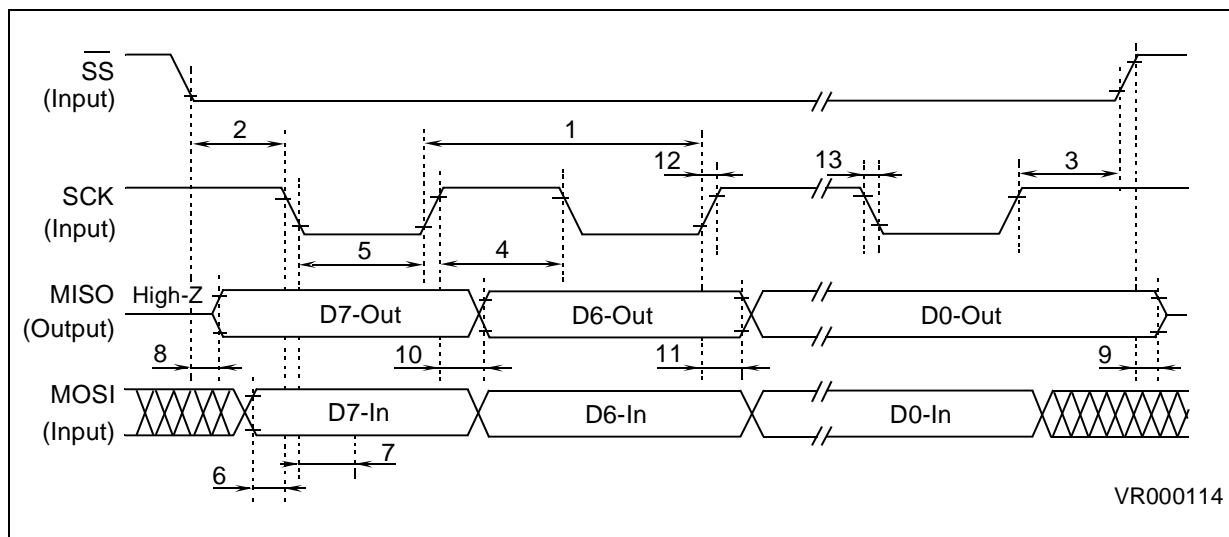 SS
(Input)
2
1
12
13
3
SCK
(Input)
5
4
MISO
(Output)
High-Z
D7-Out
D6-Out
D0-Out
8
10
11
9
MOSI
(Input)
D7-In
D6-In
D0-In
7
6
VR000114